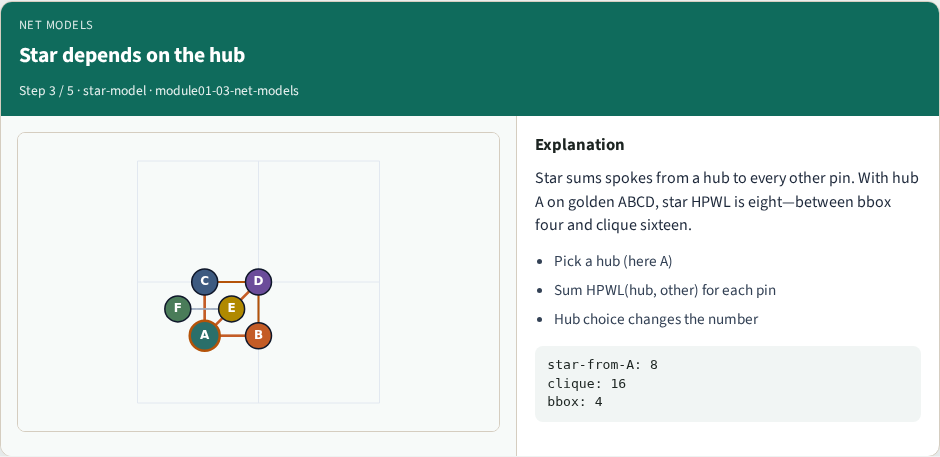 NET MODELS
Star depends on the hub
Step 3 / 5 · star-model · module01-03-net-models
C
D
F
E
A
B
Explanation
Star sums spokes from a hub to every other pin. With hub
A on golden ABCD, star HPWL is eight—between bbox
four and clique sixteen.
• Pick a hub (here A)
• Sum HPWL(hub, other) for each pin
• Hub choice changes the number
star-from-A: 8
clique: 16
bbox: 4